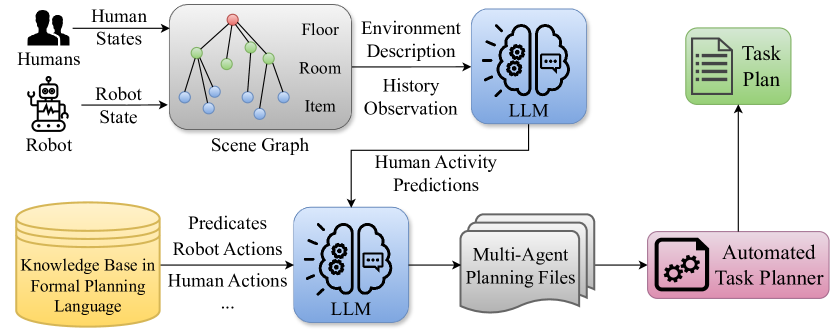 Humans
Human
States
Robot
State
Robot
Floor
Room
Item
Scene Graph
Environment
Description
History
Observation
LLM
Task
Plan
Human Activity
Predictions
Knowledge Base in
Formal Planning
Language
Predicates
Robot Actions
Human Actions
...
LLM
Multi-Agent
Planning Files
Automated
Task Planner